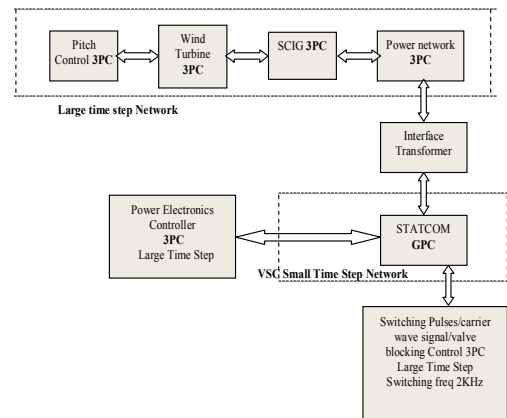 Pitch
Control 3PC
Wind
Turbine
3PC
SCIG 3PC
Power network
3PC
Large time step Network
Interface
Transformer
Power Electronics
Controller
3PC
Large Time Step
STATCOM
GPC
VSC Small Time Step Network
Switching Pulses/carrier
wave signal/valve
blocking Control 3PC
Large Time Step
Switching freq 2KHz